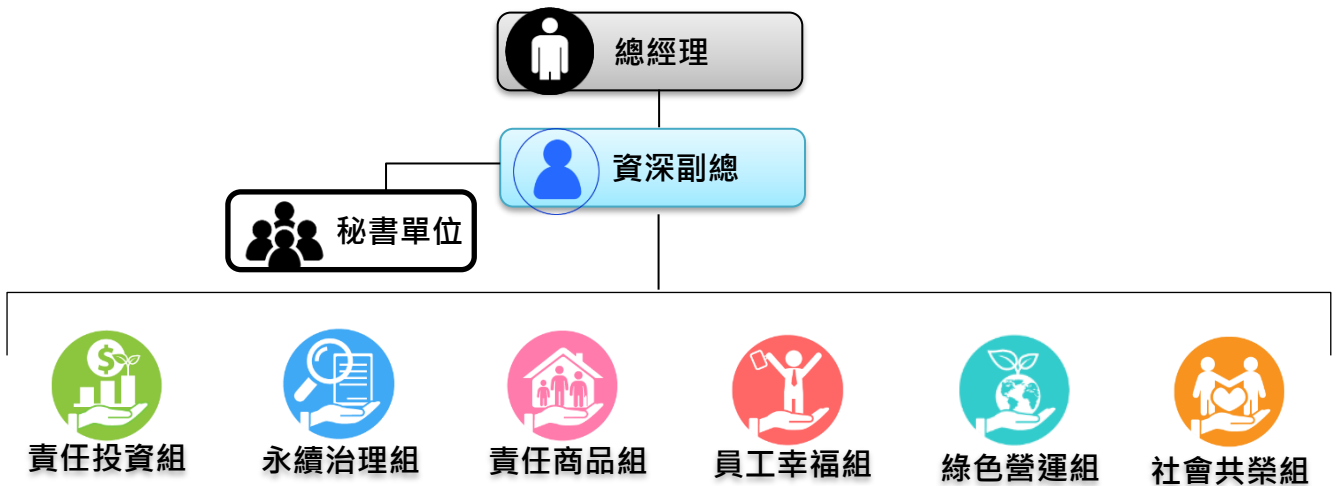 總經理
資深副總
秘書單位
責任投資組
永續治理組
責任商品組
員工幸福組
綠色營運組
社會共榮組